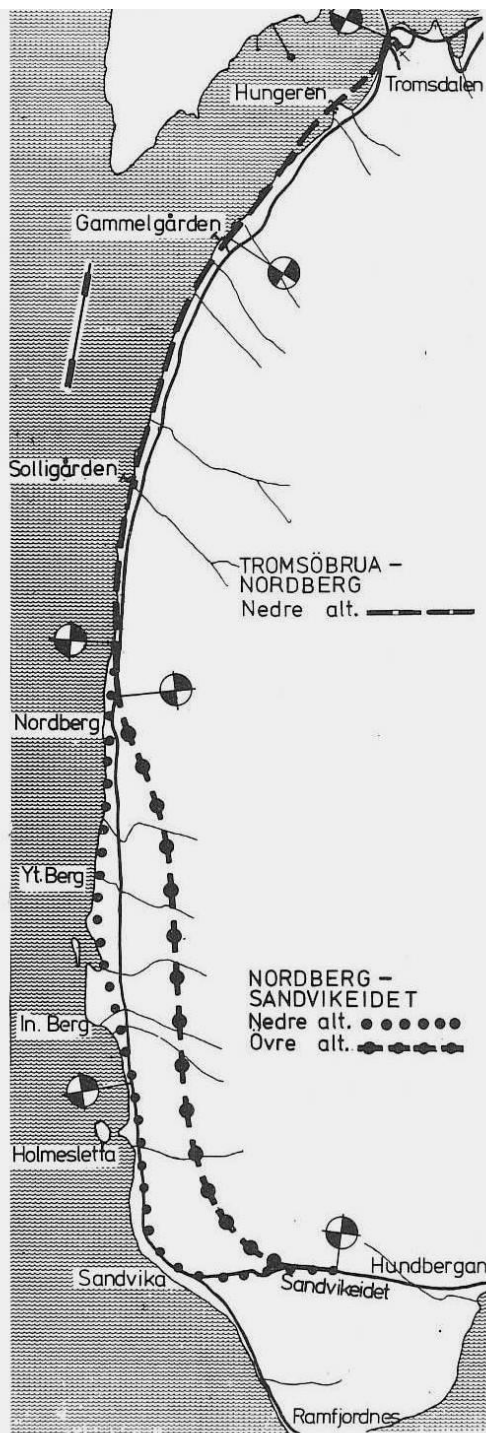 Hungeren
Tromsdalen
Gammelgården
Solligården
TROMSÖBRUA –
NORDBERG
Nedre alt.
Nordberg
Yt. Berg
NORDBERG –
SANDVIKEIDET
Nedre alt.
Övre alt.
In. Berg
Holmesletta
Hundbergan
Sandvika
Sandvikeidet
Ramfjordnes